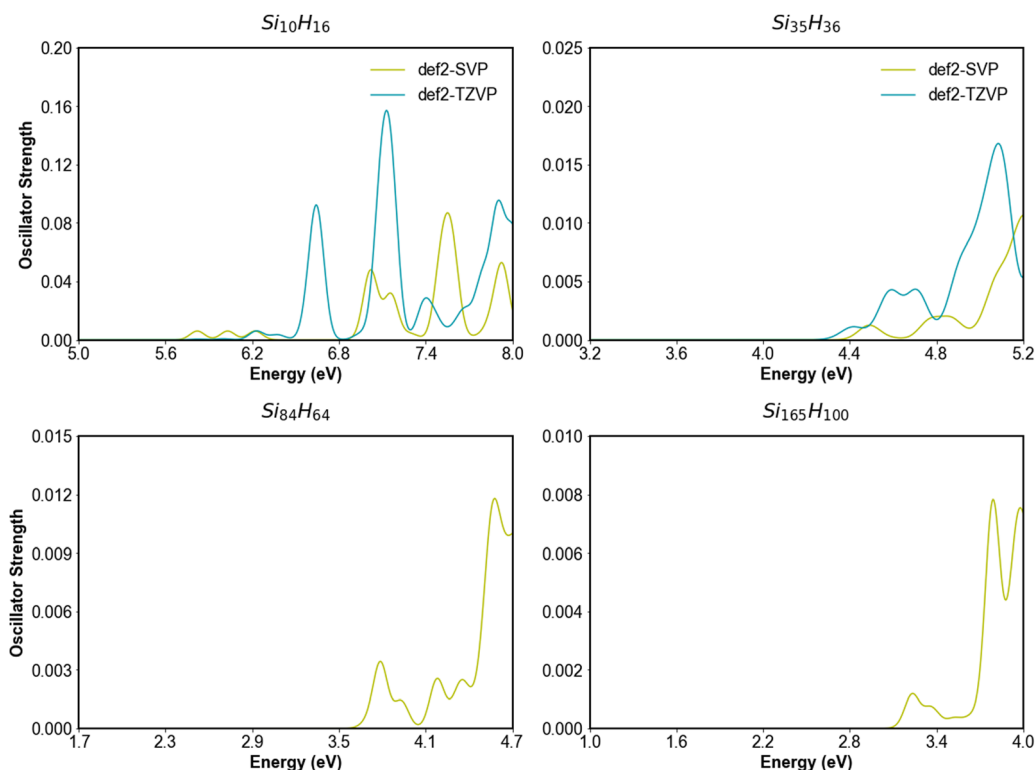 Si₁₀H₁₆
0.20
0.16
0.12
0.08
0.04
0.00
Oscillator Strength
def2-SVP
def2-TZVP
5.0 5.6 6.2 6.8 7.4 8.0
Energy (eV)
Si₃₅H₃₆
0.025
0.020
0.015
0.010
0.005
0.000
def2-SVP
def2-TZVP
3.2 3.6 4.0 4.4 4.8 5.2
Energy (eV)
Si₈₄H₆₄
0.015
0.012
0.009
0.006
0.003
0.000
Oscillator Strength
1.7 2.3 2.9 3.5 4.1 4.7
Energy (eV)
Si₁₆₅H₁₀₀
0.010
0.008
0.006
0.004
0.002
0.000
1.0 1.6 2.2 2.8 3.4 4.0
Energy (eV)